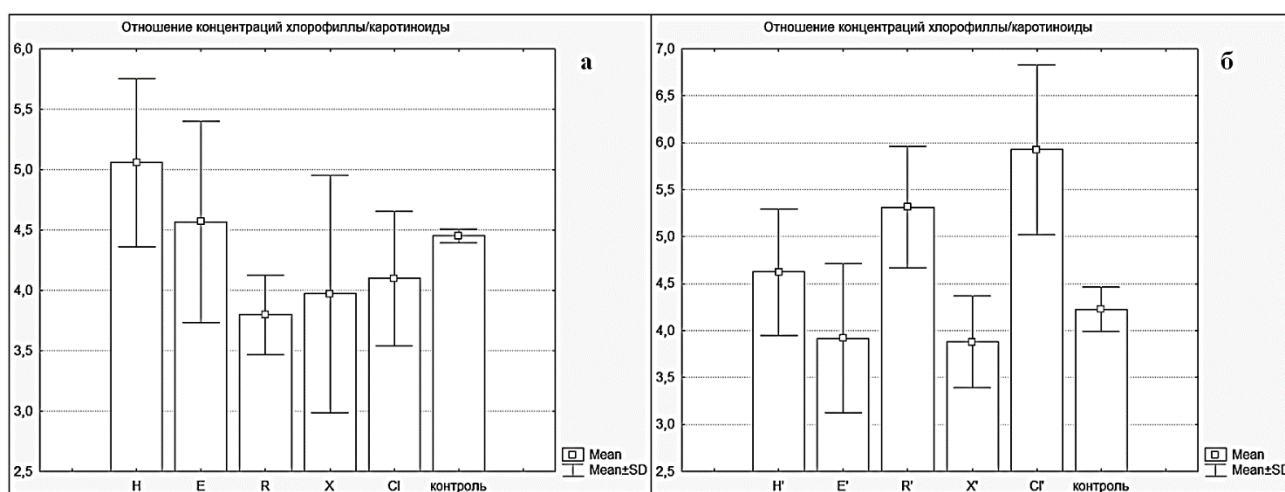 Отношение концентраций хлорофиллы/каротиноиды
а
6,0
5,5
5,0
4,5
4,0
3,5
3,0
2,5
H E R X Cl контроль
Mean
Mean±SD
Отношение концентраций хлорофиллы/каротиноиды
б
7,0
6,5
6,0
5,5
5,0
4,5
4,0
3,5
3,0
2,5
H' E' R' X' Cl' контроль
Mean
Mean±SD